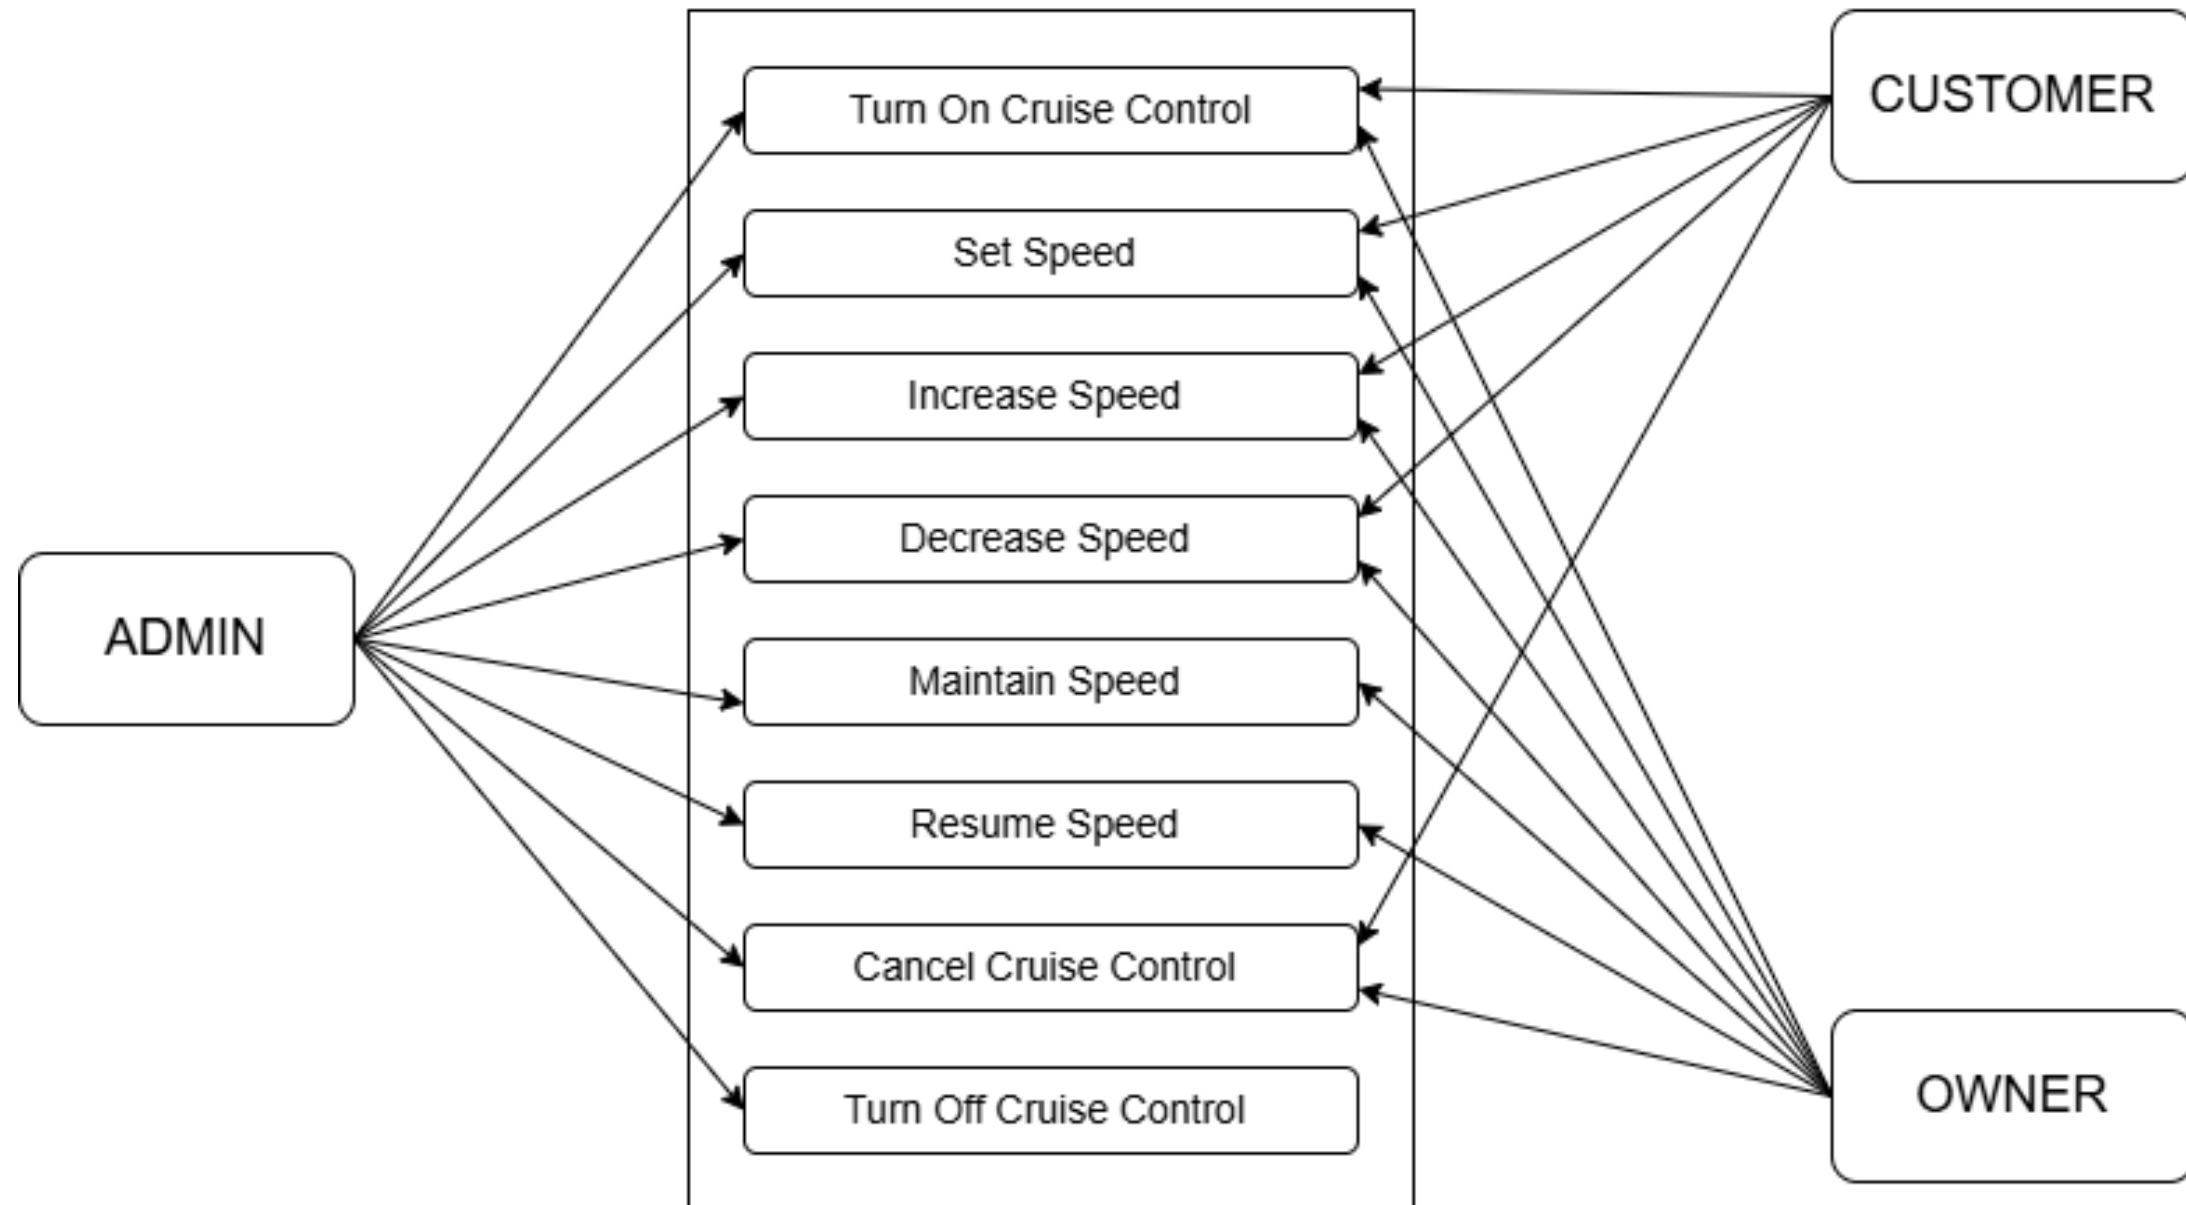 CUSTOMER
Turn On Cruise Control
Set Speed
Increase Speed
Decrease Speed
ADMIN
Maintain Speed
Resume Speed
Cancel Cruise Control
OWNER
Turn Off Cruise Control